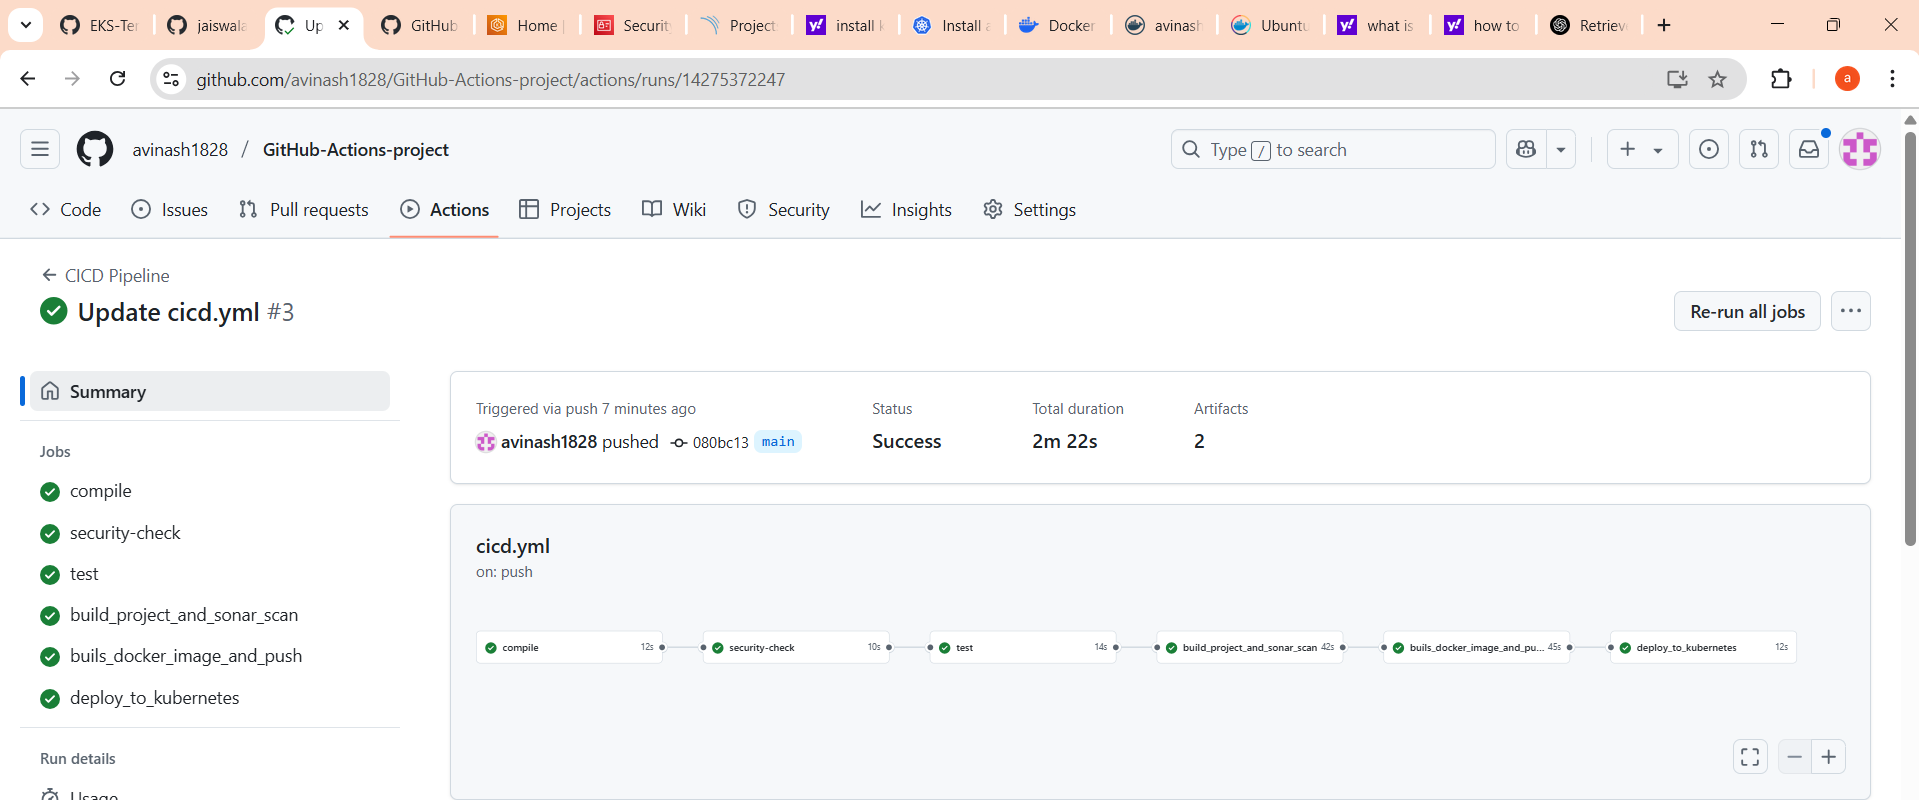 EKS-Ter
jaiswala
Up
GitHub
Home |
Securit
Project
install k
Install a
Docker
avinash
Ubuntu
what is
how to
Retriev
github.com/avinash1828/GitHub-Actions-project/actions/runs/14275372247
a
avinash1828 / GitHub-Actions-project
Type / to search
Code
Issues
Pull requests
Actions
Projects
Wiki
Security
Insights
Settings
CICD Pipeline
Update cicd.yml #3
Re-run all jobs
Summary
Jobs
compile
security-check
test
build_project_and_sonar_scan
buils_docker_image_and_push
deploy_to_kubernetes
Run details
Usage
Triggered via push 7 minutes ago
avinash1828 pushed 080bc13 main
Status
Success
Total duration
2m 22s
Artifacts
2
cicd.yml
on: push
compile 12s
security-check 10s
test 14s
build_project_and_sonar_scan 42s
buils_docker_image_and_pu... 45s
deploy_to_kubernetes 12s